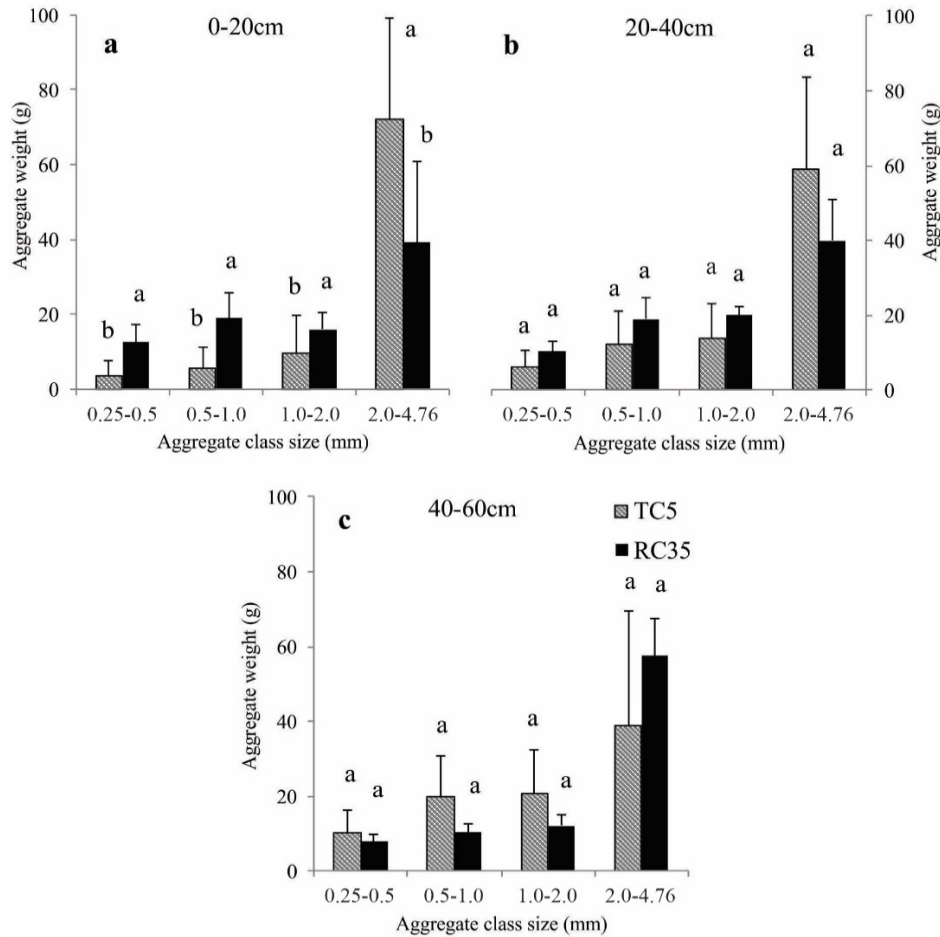 a
0-20cm
100
80
60
40
20
0
Aggregate weight (g)
b
a
b
a
b
a
a
b
0.25-0.5
0.5-1.0
1.0-2.0
2.0-4.76
Aggregate class size (mm)
b
20-40cm
a
a
a
a
a
a
a
a
0.25-0.5
0.5-1.0
1.0-2.0
2.0-4.76
Aggregate class size (mm)
100
80
60
40
20
0
Aggrgate weight (g)
c
40-60cm
TC5
RC35
100
80
60
40
20
0
Aggregate weight (g)
a
a
a
a
a
a
a
a
0.25-0.5
0.5-1.0
1.0-2.0
2.0-4.76
Aggregate class size (mm)